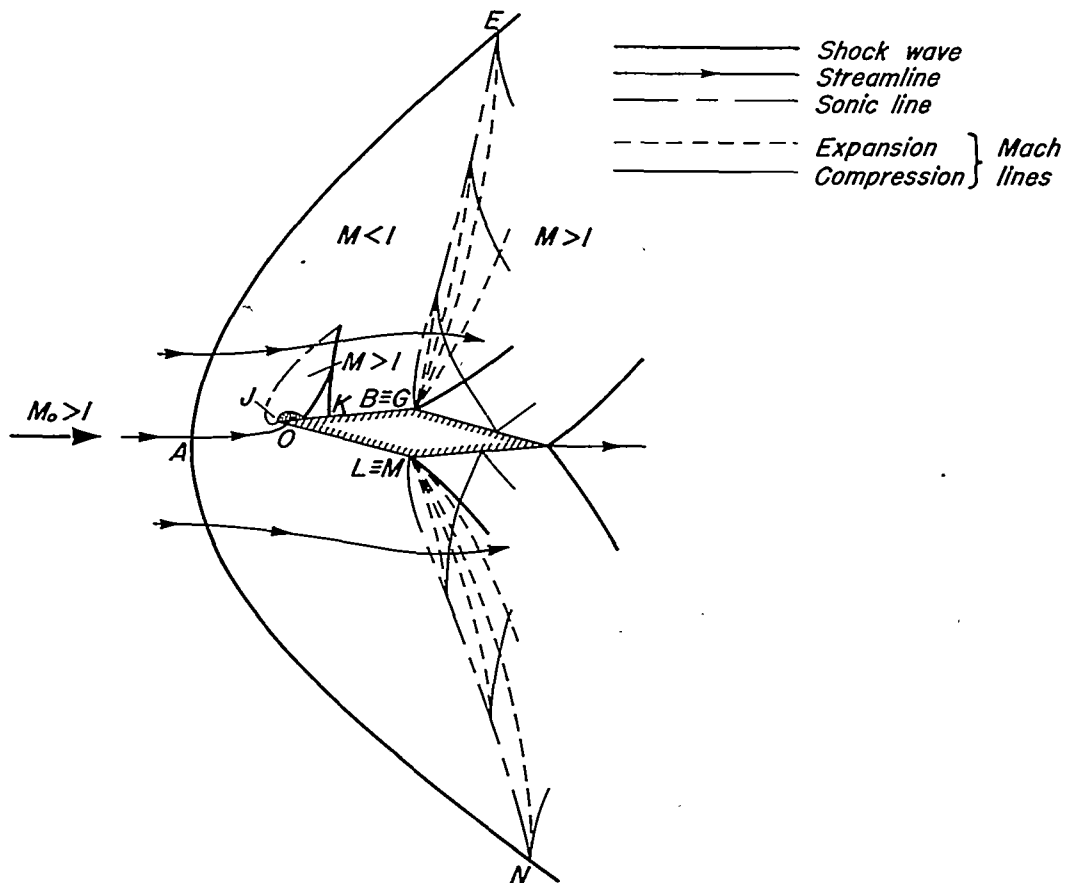 E
Shock wave
Streamline
Sonic line
Expansion } Mach
Compression lines
M<1
M>1
M>1
J
K
B≡G
M₀>1
O
A
L≡M
N